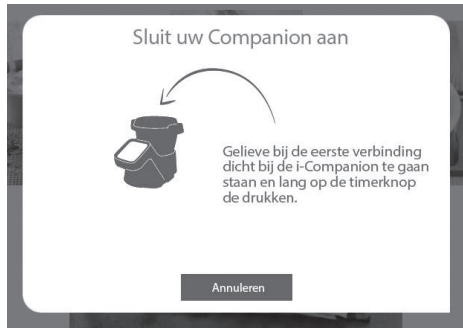 Sluit uw Companion aan
Gelieve bij de eerste verbinding
dicht bij de i-Companion te gaan
staan en lang op de timerknop
de drukken.
Annuleren